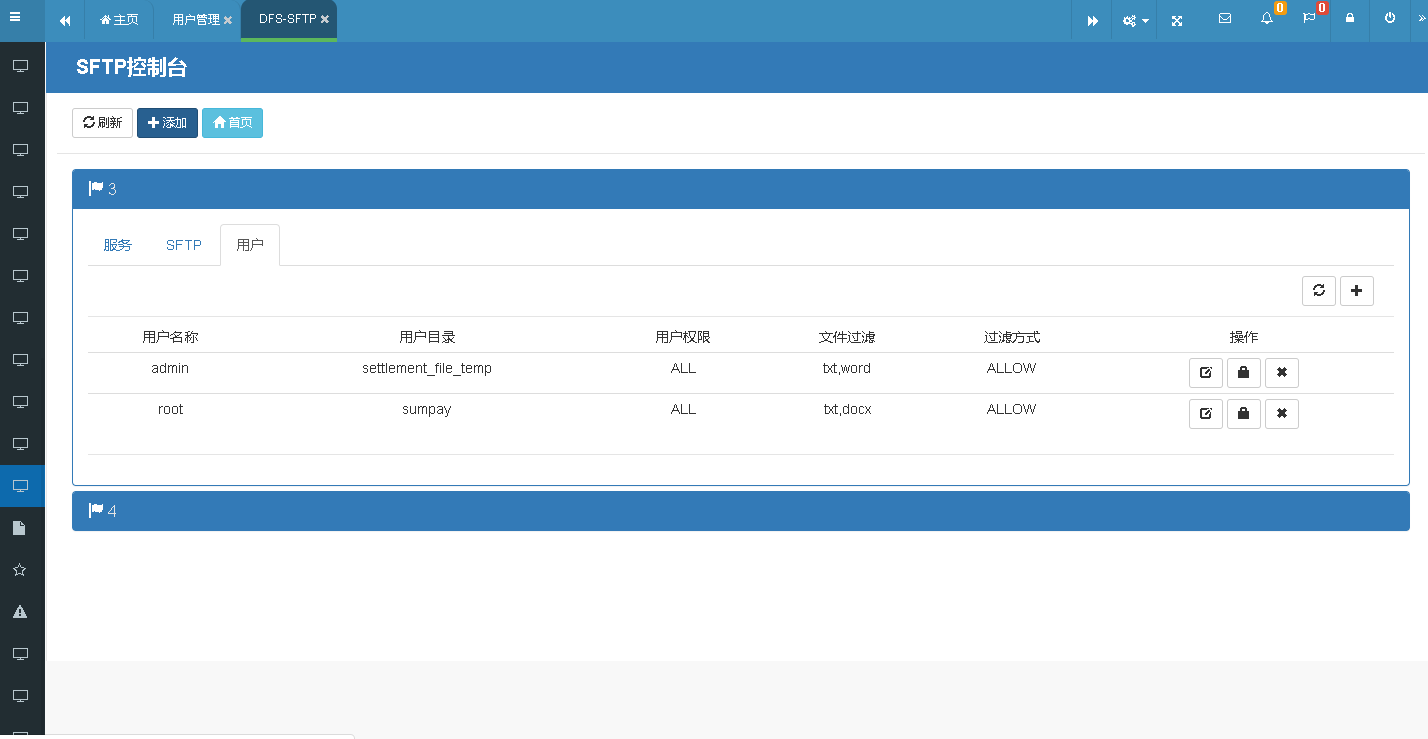 主页 用户管理 DFS-SFTP 0 0
SFTP控制台
刷新 添加 首页
3
服务 SFTP 用户
用户名称 用户目录 用户权限 文件过滤 过滤方式 操作
admin settlement_file_temp ALL txt,word ALLOW
root sumpay ALL txt,docx ALLOW
4